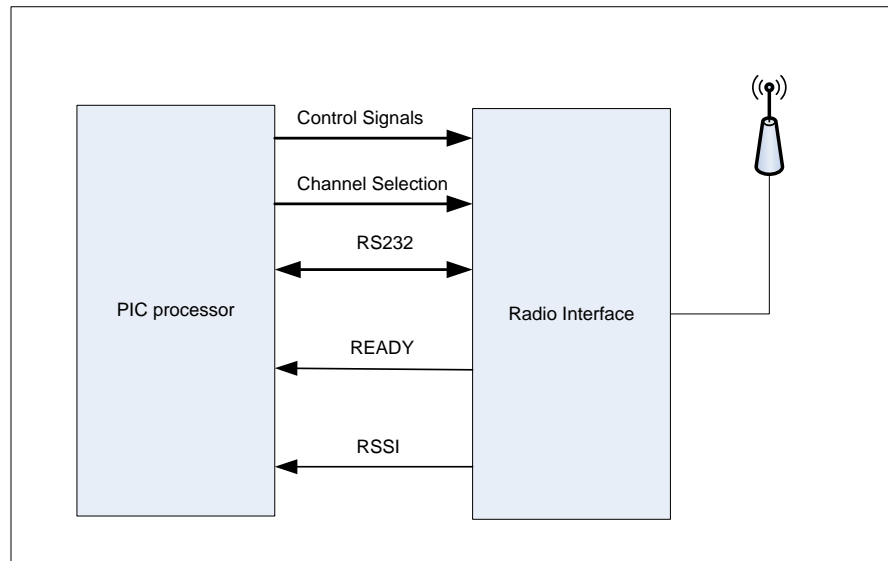 Control Signals
Channel Selection
RS232
PIC processor
Radio Interface
READY
RSSI